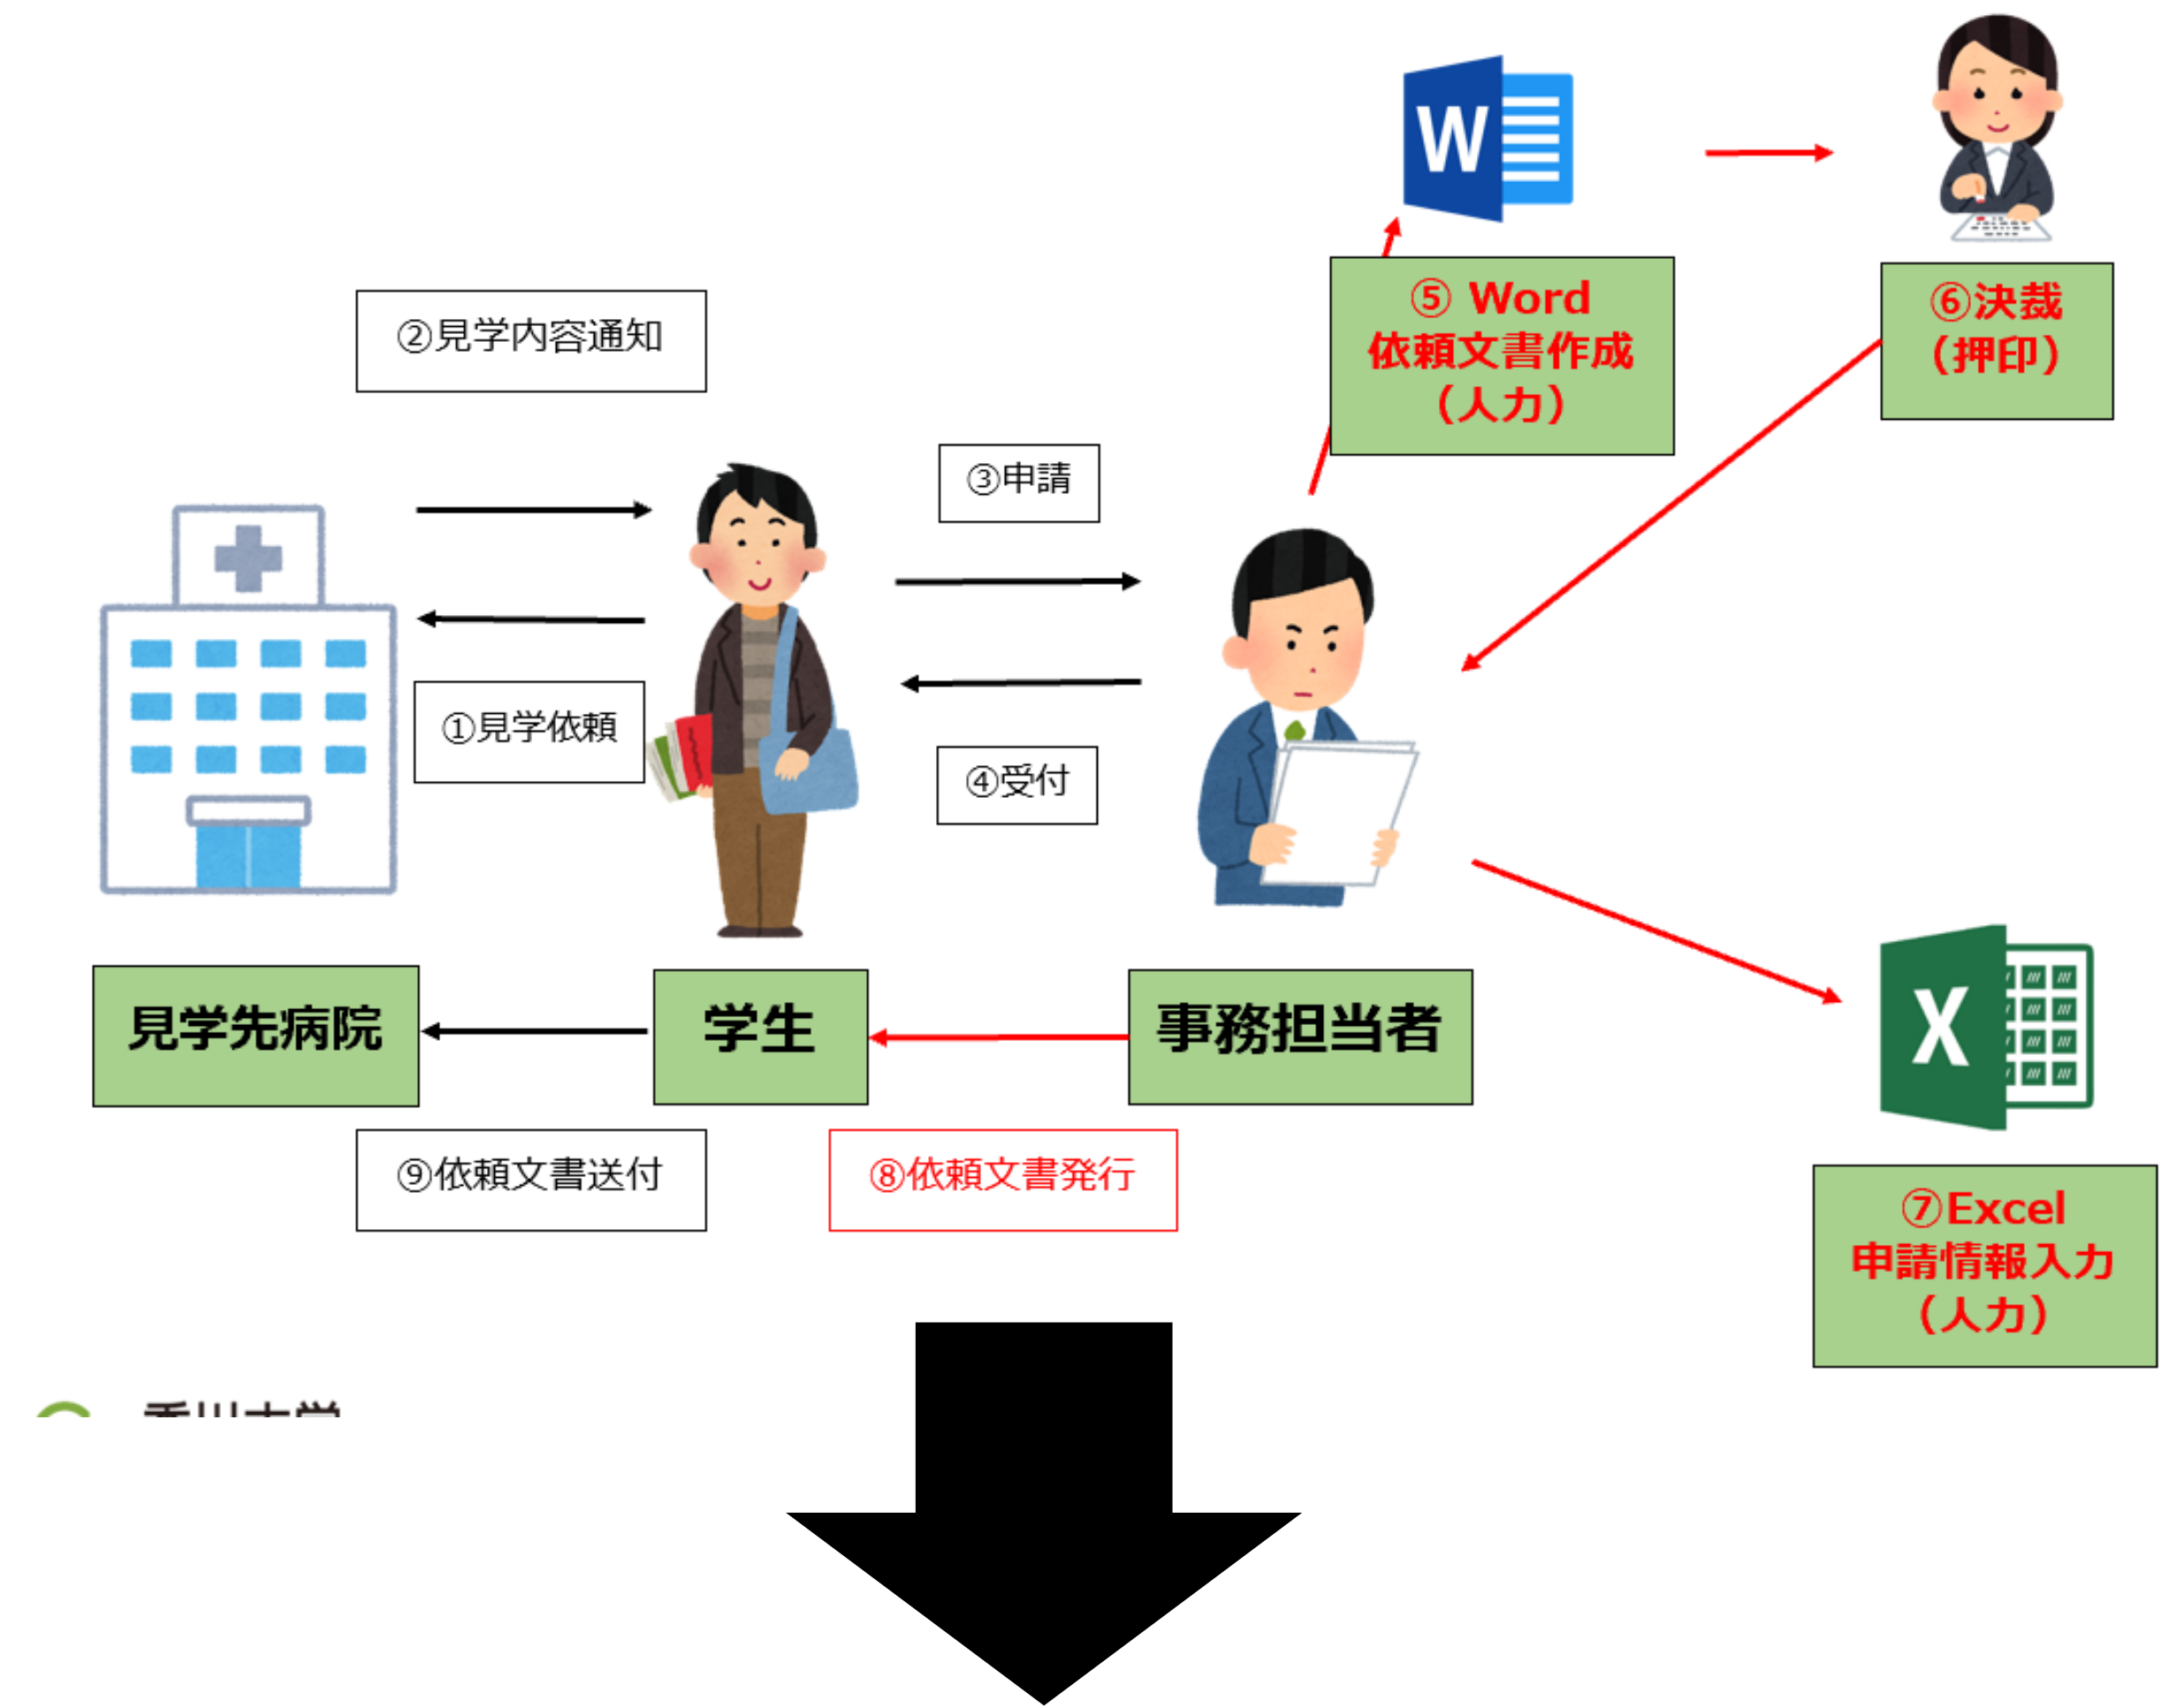 W
⑤ Word
依頼文書作成
（人力）
⑥決裁
（押印）
②見学内容通知
③申請
①見学依頼
④受付
見学先病院
学生
事務担当者
X
⑨依頼文書送付
⑧依頼文書発行
⑦Excel
申請情報入力
（人力）